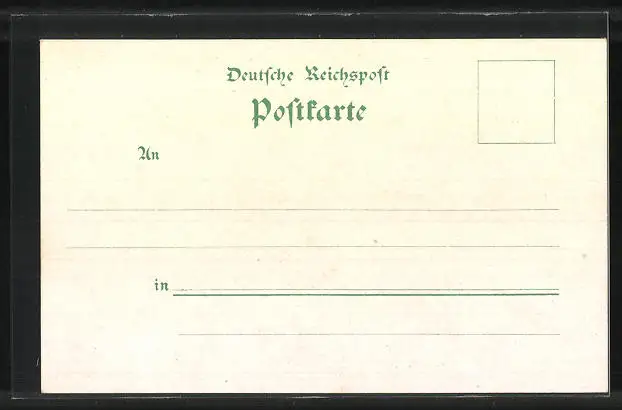 Deutſche Reichspoſt
Poſtkarte
An
in